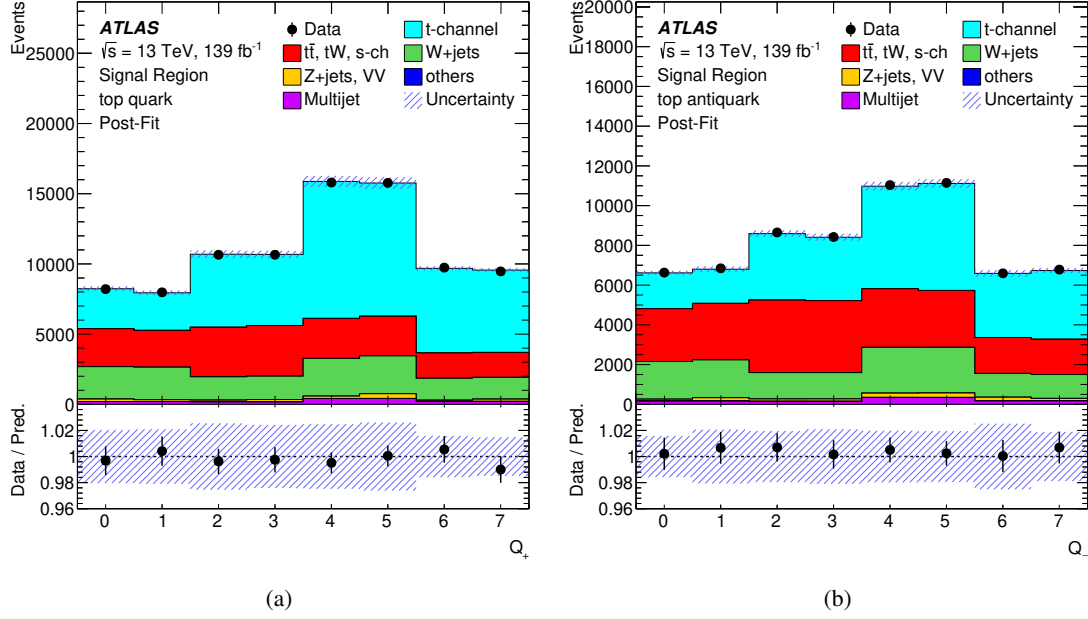 Events
25000
20000
15000
10000
5000
0
ATLAS
√s = 13 TeV, 139 fb⁻¹
Signal Region
top quark
Post-Fit
Data
t-channel
tt̄, tW, s-ch
W+jets
Z+jets, VV
others
Multijet
Uncertainty
Data / Pred.
1.02
1
0.98
0.96
0 1 2 3 4 5 6 7
Q₊
(a)
Events
20000
18000
16000
14000
12000
10000
8000
6000
4000
2000
0
ATLAS
√s = 13 TeV, 139 fb⁻¹
Signal Region
top antiquark
Post-Fit
Data
t-channel
tt̄, tW, s-ch
W+jets
Z+jets, VV
others
Multijet
Uncertainty
Data / Pred.
1.02
1
0.98
0.96
0 1 2 3 4 5 6 7
Q₋
(b)